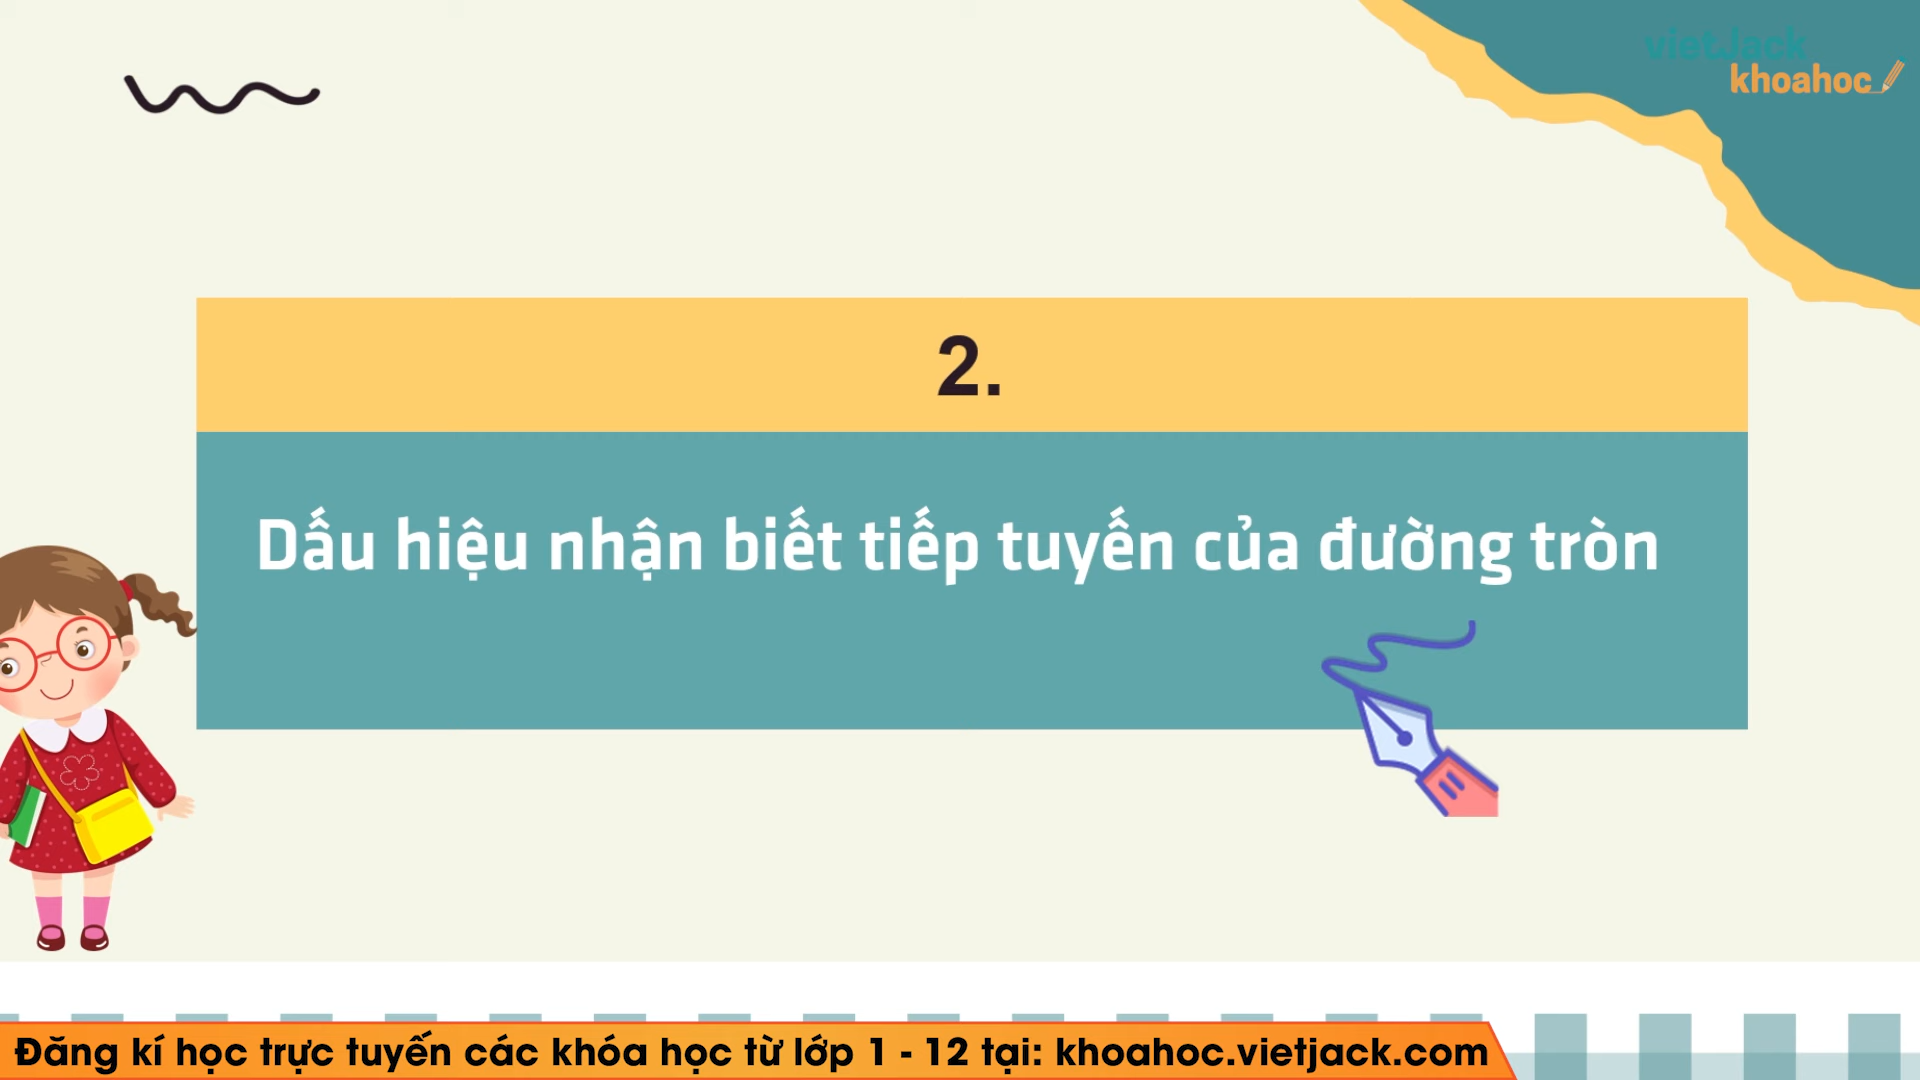 vietJack
khoahoc
2.
Dấu hiệu nhận biết tiếp tuyến của đường tròn
Đăng kí học trực tuyến các khóa học từ lớp 1 - 12 tại: khoahoc.vietjack.com